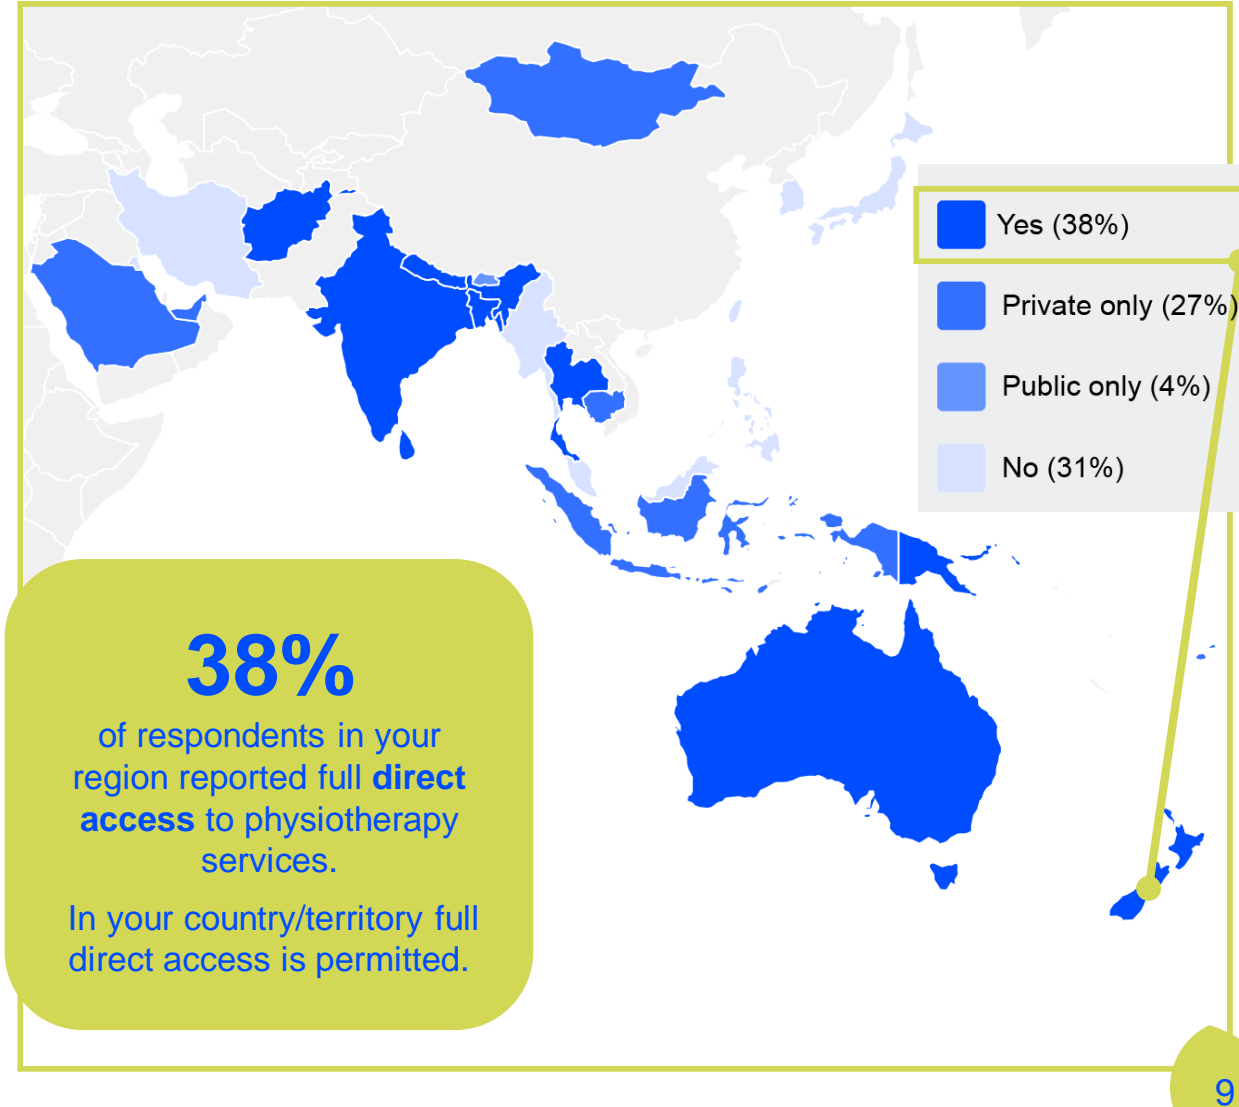 Yes (38%)
Private only (27%)
Public only (4%)
No (31%)
38%
of respondents in your
region reported full direct
access to physiotherapy
services.
In your country/territory full
direct access is permitted.
9